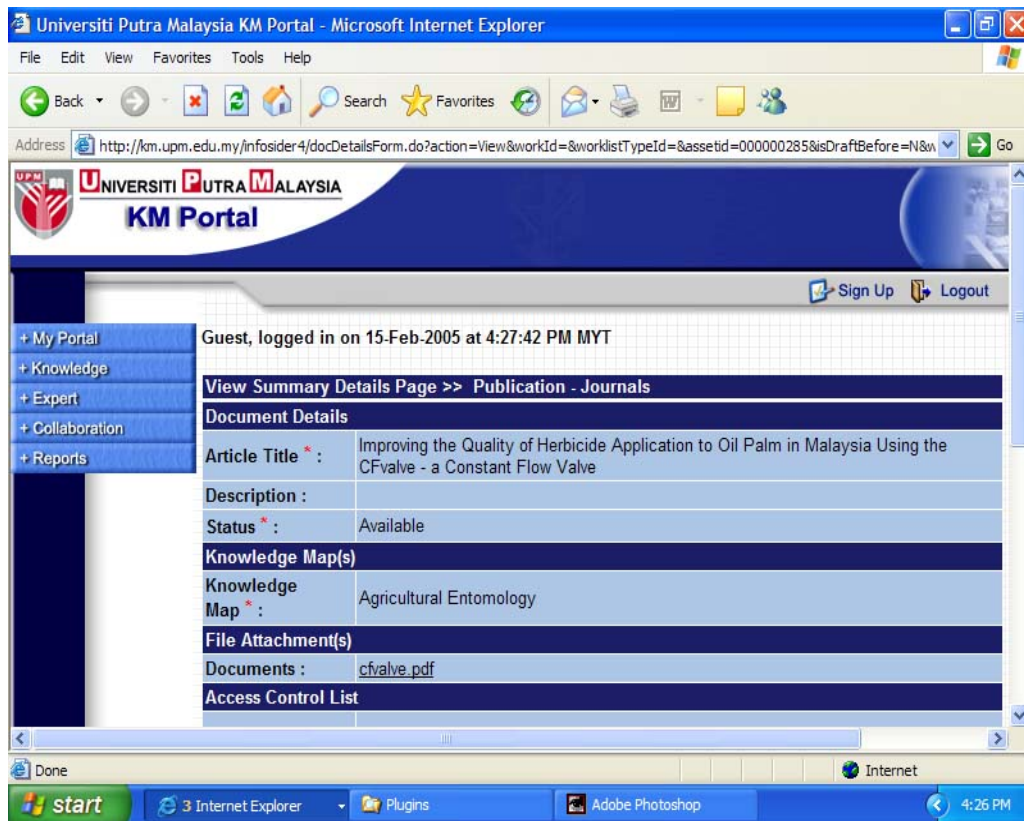 Universiti Putra Malaysia KM Portal - Microsoft Internet Explorer
File Edit View Favorites Tools Help
Back Search Favorites
Address http://km.upm.edu.my/infosider4/docDetailsForm.do?action=View&workId=&worklistTypeId=&assetid=000000285&isDraftBefore=N&w Go
UPM
UNIVERSITI PUTRA MALAYSIA
KM Portal
Sign Up Logout
+ My Portal
+ Knowledge
+ Expert
+ Collaboration
+ Reports
Guest, logged in on 15-Feb-2005 at 4:27:42 PM MYT
View Summary Details Page >> Publication - Journals
Document Details
Article Title * : Improving the Quality of Herbicide Application to Oil Palm in Malaysia Using the
CFvalve - a Constant Flow Valve
Description :
Status * : Available
Knowledge Map(s)
Knowledge
Map * : Agricultural Entomology
File Attachment(s)
Documents : cfvalve.pdf
Access Control List
Done Internet
start 3 Internet Explorer Plugins Adobe Photoshop 4:26 PM